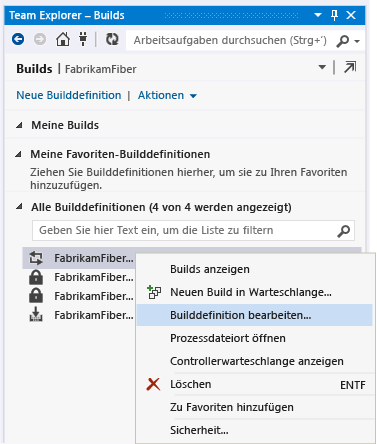 Team Explorer – Builds
Arbeitsaufgaben durchsuchen (Strg+')
Builds | FabrikamFiber
Neue Builddefinition | Aktionen
Meine Builds
Meine Favoriten-Builddefinitionen
Ziehen Sie Builddefinitionen hierher, um sie zu Ihren Favoriten
hinzuzufügen.
Alle Builddefinitionen (4 von 4 werden angezeigt)
Geben Sie hier Text ein, um die Liste zu filtern
FabrikamFiber...
FabrikamFiber...
FabrikamFiber...
FabrikamFiber...
Builds anzeigen
Neuen Build in Warteschlange...
Builddefinition bearbeiten...
Prozessdateiort öffnen
Controllerwarteschlange anzeigen
Löschen ENTF
Zu Favoriten hinzufügen
Sicherheit...